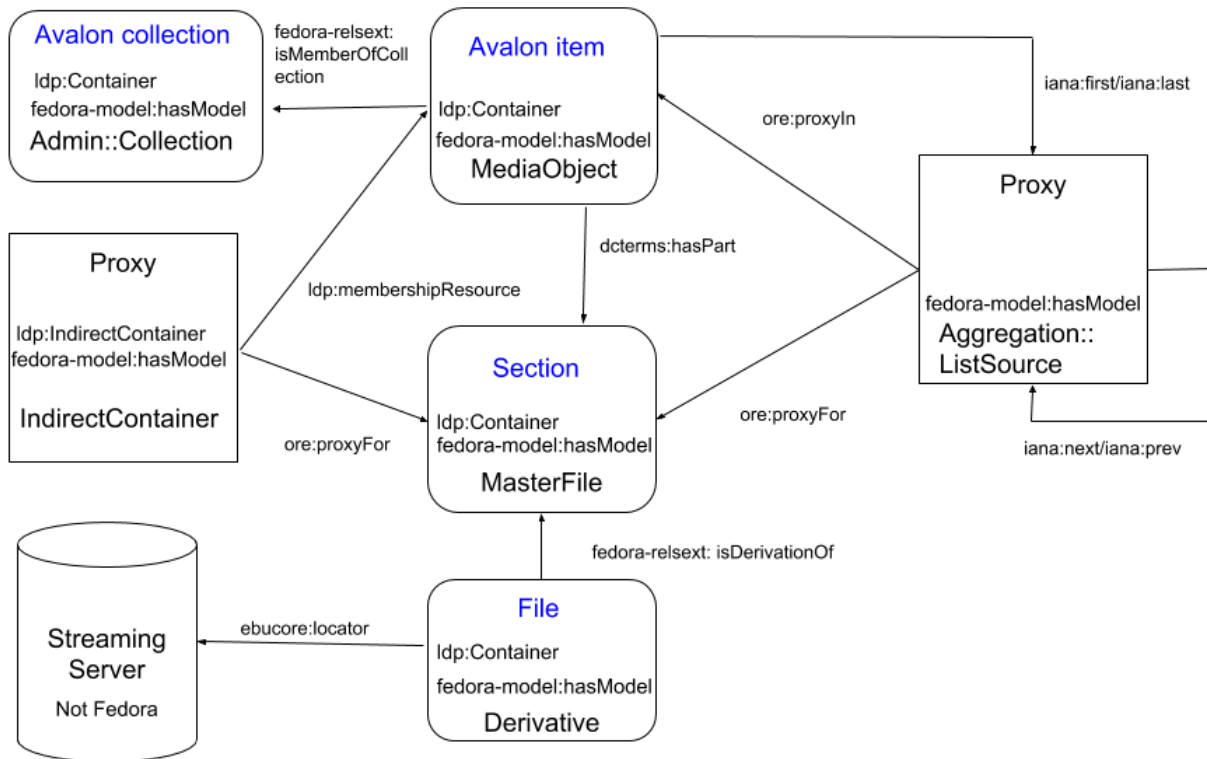 Avalon collection
ldp:Container
fedora-model:hasModel
Admin::Collection
fedora-relsext:
isMemberOfColl
ection
Avalon item
ldp:Container
fedora-model:hasModel
MediaObject
iana:first/iana:last
ore:proxyIn
Proxy
fedora-model:hasModel
Aggregation::
ListSource
Proxy
ldp:IndirectContainer
fedora-model:hasModel
IndirectContainer
ldp:membershipResource
dcterms:hasPart
Section
ldp:Container
fedora-model:hasModel
MasterFile
ore:proxyFor
ore:proxyFor
iana:next/iana:prev
fedora-relsext: isDerivationOf
File
ldp:Container
fedora-model:hasModel
Derivative
ebucore:locator
Streaming
Server
Not Fedora